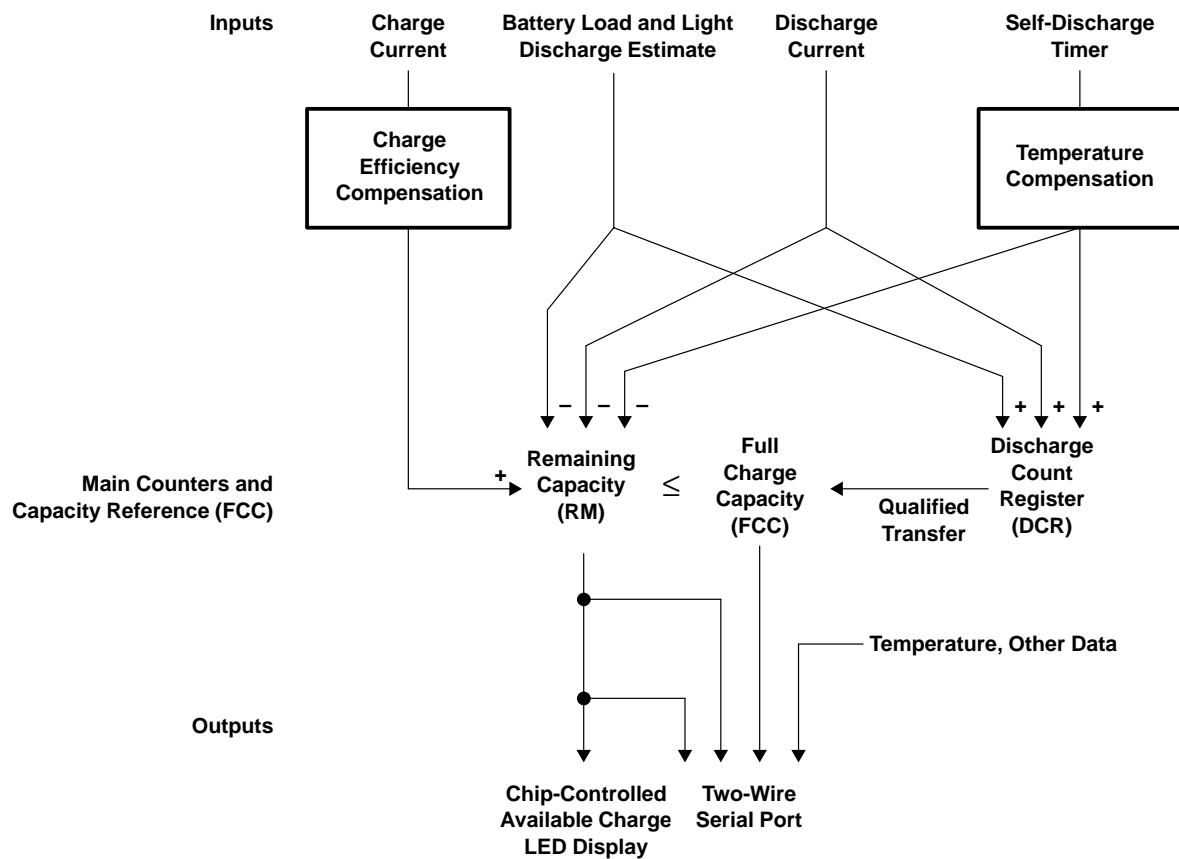 Inputs
Charge
Current
Battery Load and Light
Discharge Estimate
Discharge
Current
Self-Discharge
Timer
Charge
Efficiency
Compensation
Temperature
Compensation
– – –
+ + +
Main Counters and
Capacity Reference (FCC)
+
Remaining
Capacity
(RM)
≤
Full
Charge
Capacity
(FCC)
Qualified
Transfer
Discharge
Count
Register
(DCR)
Temperature, Other Data
Outputs
Chip-Controlled
Available Charge
LED Display
Two-Wire
Serial Port